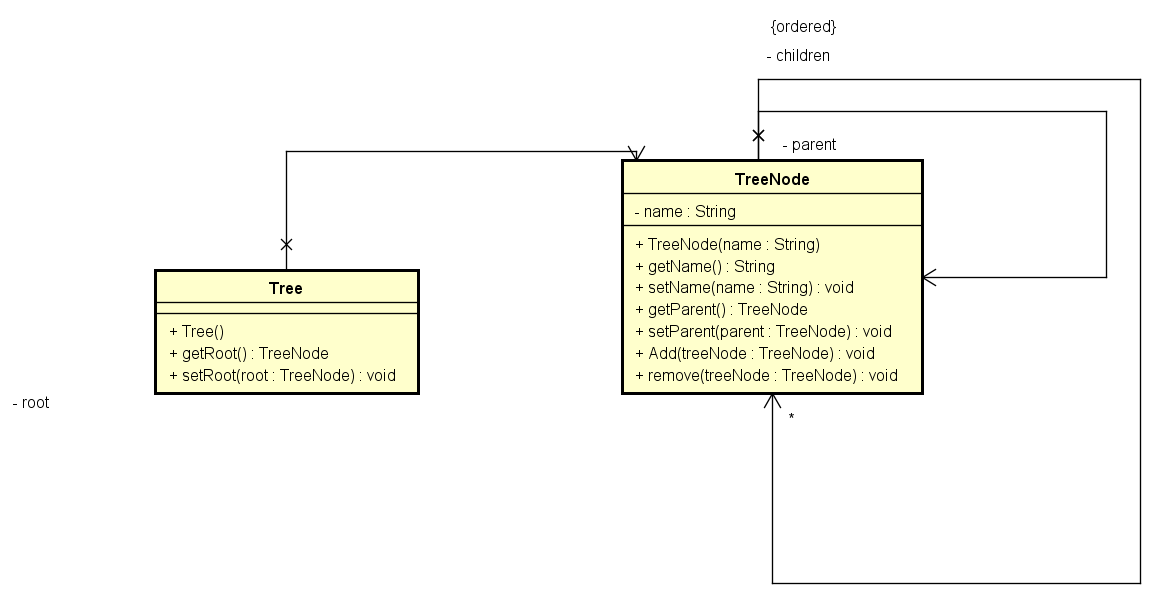 {ordered}
- children
- parent
TreeNode
- name : String
+ TreeNode(name : String)
+ getName() : String
+ setName(name : String) : void
+ getParent() : TreeNode
+ setParent(parent : TreeNode) : void
+ Add(treeNode : TreeNode) : void
+ remove(treeNode : TreeNode) : void
Tree
+ Tree()
+ getRoot() : TreeNode
+ setRoot(root : TreeNode) : void
- root
*